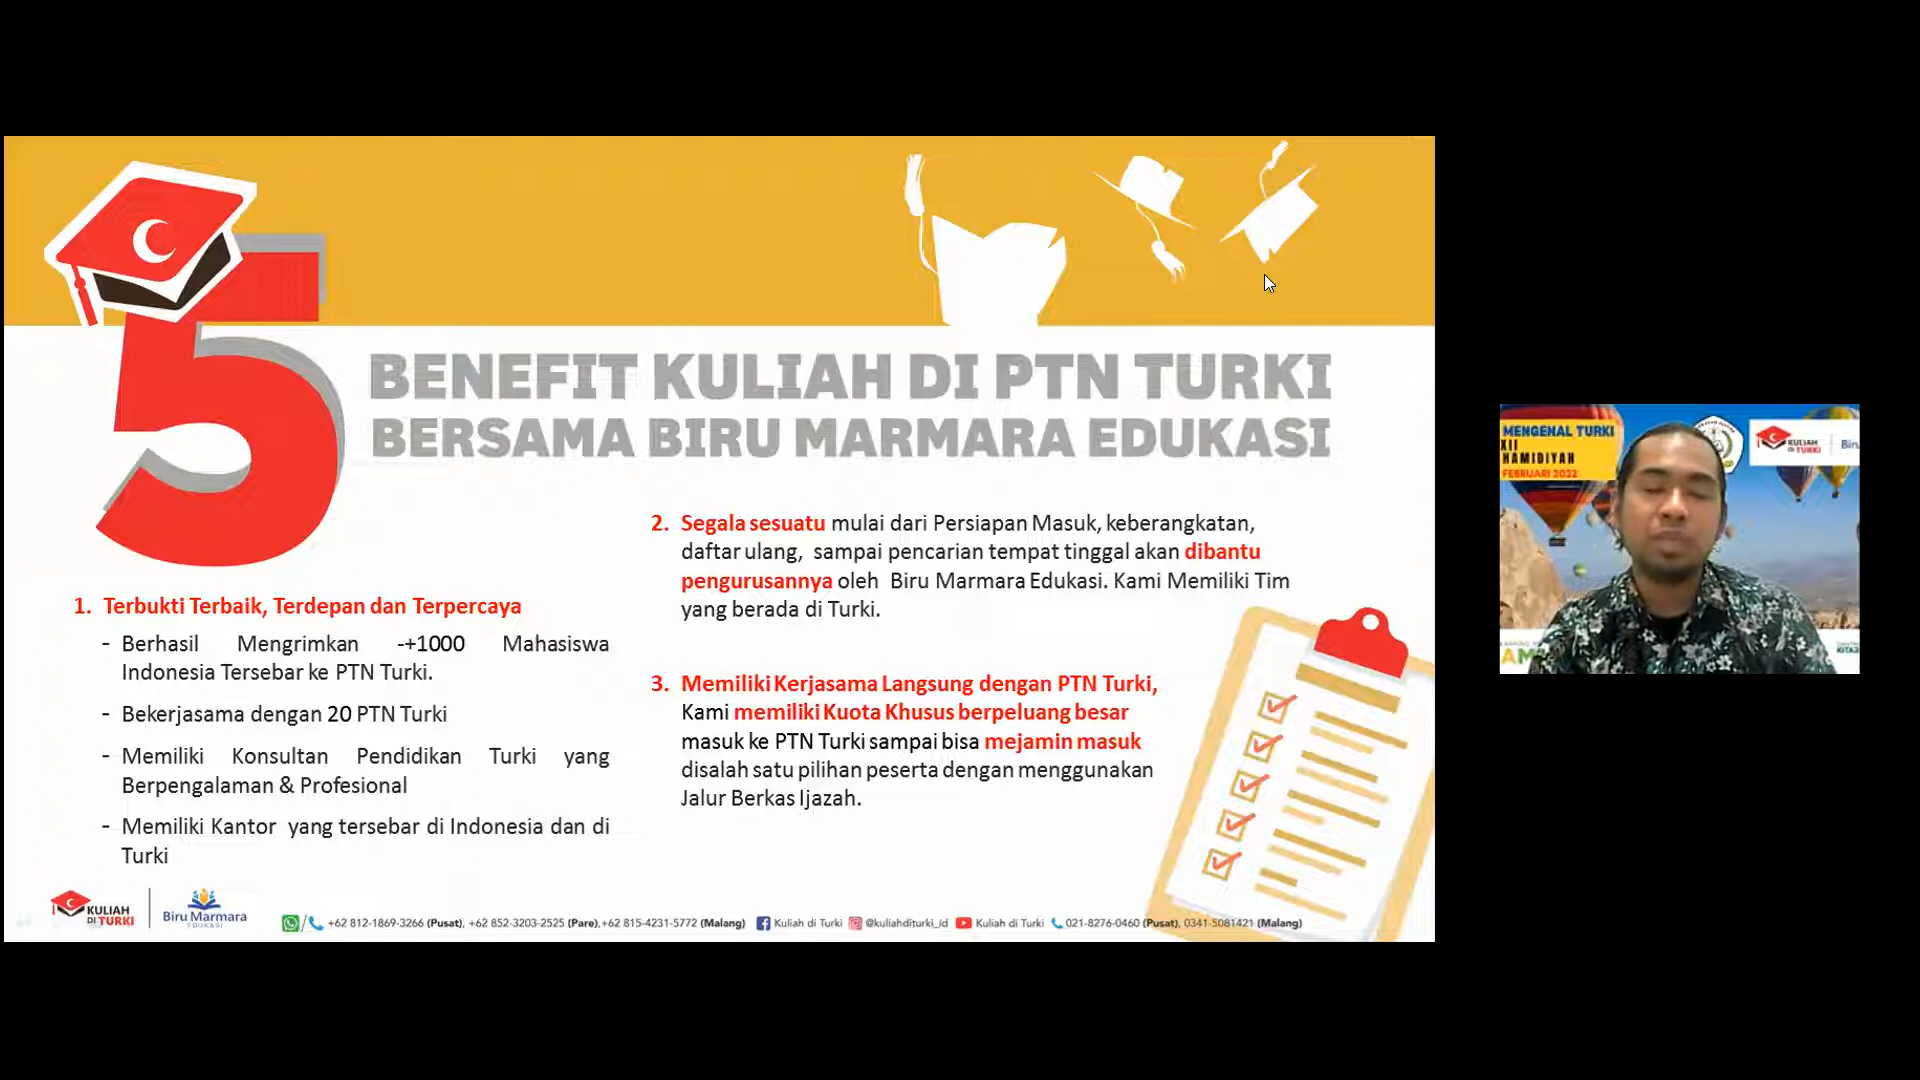 5
BENEFIT KULIAH DI PTN TURKI
BERSAMA BIRU MARMARA EDUKASI
1. Terbukti Terbaik, Terdepan dan Terpercaya
- Berhasil Mengrimkan -+1000 Mahasiswa
Indonesia Tersebar ke PTN Turki.
- Bekerjasama dengan 20 PTN Turki
- Memiliki Konsultan Pendidikan Turki yang
Berpengalaman & Profesional
- Memiliki Kantor yang tersebar di Indonesia dan di
Turki
2. Segala sesuatu mulai dari Persiapan Masuk, keberangkatan,
daftar ulang, sampai pencarian tempat tinggal akan dibantu
pengurusannya oleh Biru Marmara Edukasi. Kami Memiliki Tim
yang berada di Turki.
3. Memiliki Kerjasama Langsung dengan PTN Turki,
Kami memiliki Kuota Khusus berpeluang besar
masuk ke PTN Turki sampai bisa mejamin masuk
disalah satu pilihan peserta dengan menggunakan
Jalur Berkas Ijazah.
KULIAH
DI TURKI
Biru Marmara
EDUKASI
+62 812-1869-3266 (Pusat), +62 852-3203-2525 (Pare),+62 815-4231-5772 (Malang) Kuliah di Turki @kuliahditurki_id Kuliah di Turki 021-8276-0460 (Pusat), 0341-5081421 (Malang)
MENGENAL TURKI
XII
HAMIDIYAH
FEBRUARI 2022
KULIAH
DI TURKI